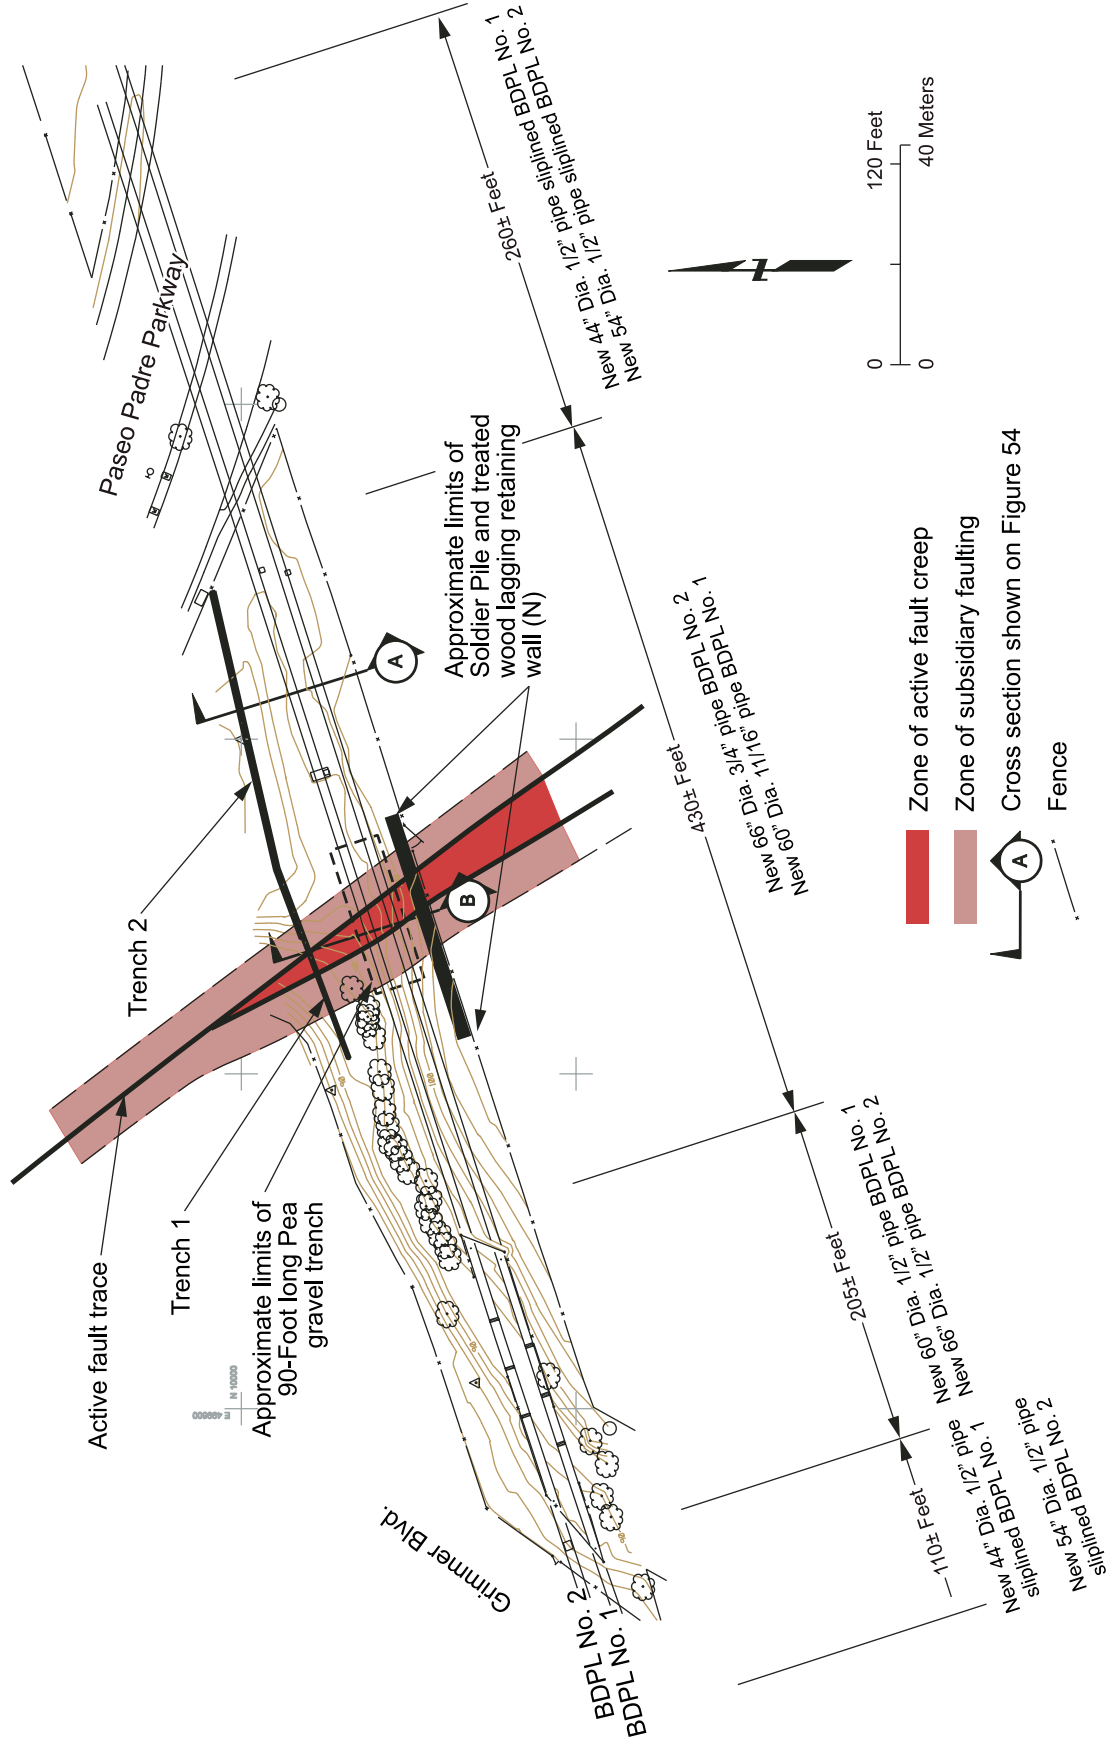 Paseo Padre Parkway
260± Feet
New 44” Dia. 1/2” pipe sliplined BDPL No. 1
New 54” Dia. 1/2” pipe sliplined BDPL No. 2
Trench 2
Active fault trace
Trench 1
Approximate limits of
90-Foot long Pea
gravel trench
Approximate limits of
Soldier Pile and treated
wood lagging retaining
wall (N)
A
B
E 499800
N 10000
90
100
90
90
Grimmer Blvd.
BDPL No. 2
BDPL No. 1
430± Feet
New 66” Dia. 3/4” pipe BDPL No. 2
New 60” Dia. 11/16” pipe BDPL No. 1
205± Feet
New 60” Dia. 1/2” pipe BDPL No. 1
New 66” Dia. 1/2” pipe BDPL No. 2
110± Feet
New 44” Dia. 1/2” pipe
sliplined BDPL No. 1
New 54” Dia. 1/2” pipe
sliplined BDPL No. 2
N
0 120 Feet
0 40 Meters
Zone of active fault creep
Zone of subsidiary faulting
A
Cross section shown on Figure 54
Fence